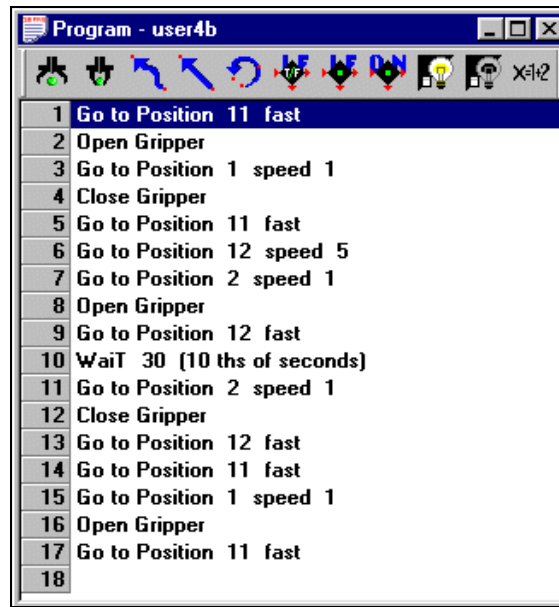 Program - user4b
IF IF ON X=1+2
1 Go to Position 11 fast
2 Open Gripper
3 Go to Position 1 speed 1
4 Close Gripper
5 Go to Position 11 fast
6 Go to Position 12 speed 5
7 Go to Position 2 speed 1
8 Open Gripper
9 Go to Position 12 fast
10 WaiT 30 (10 ths of seconds)
11 Go to Position 2 speed 1
12 Close Gripper
13 Go to Position 12 fast
14 Go to Position 11 fast
15 Go to Position 1 speed 1
16 Open Gripper
17 Go to Position 11 fast
18